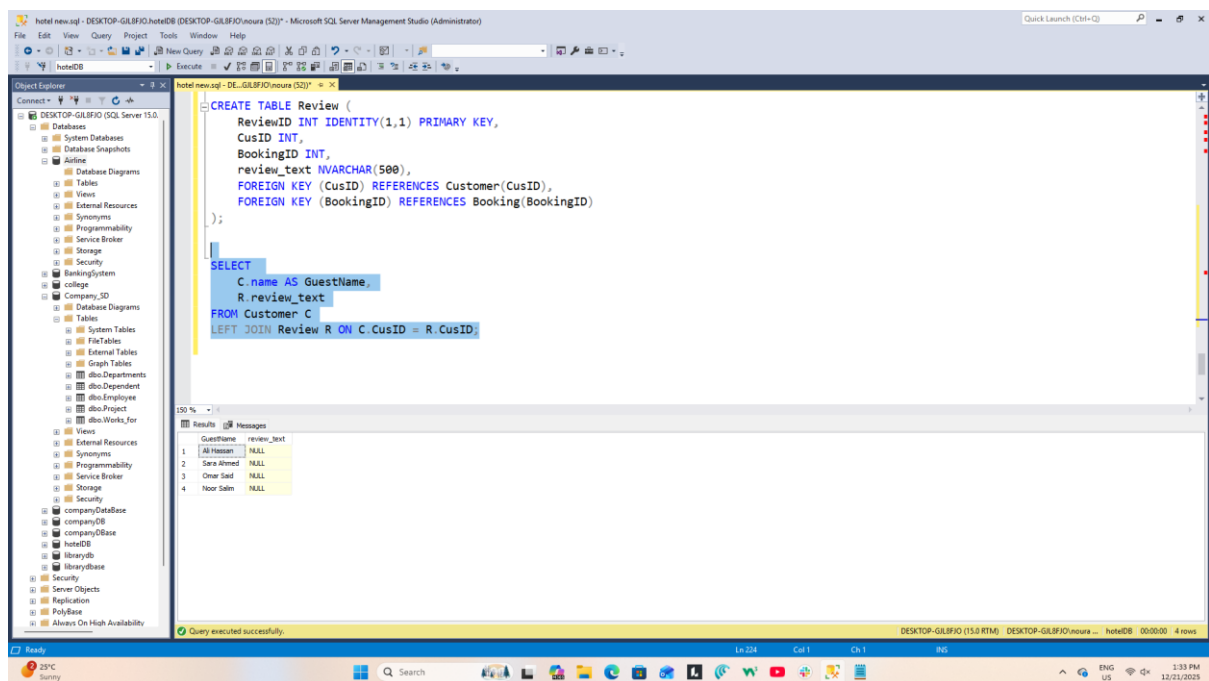 hotel new.sql - DESKTOP-GJL8FJO.hotelDB (DESKTOP-GJL8FJO\noura (52))* - Microsoft SQL Server Management Studio (Administrator)
Quick Launch (Ctrl+Q)
File Edit View Query Project Tools Window Help
New Query
hotelDB
Execute
Object Explorer
hotel new.sql - DE...GJL8FJO\noura (52))*
Connect
DESKTOP-GJL8FJO (SQL Server 15.0.
Databases
System Databases
Database Snapshots
Airline
Database Diagrams
Tables
Views
External Resources
Synonyms
Programmability
Service Broker
Storage
Security
BankingSystem
college
Company_SD
Database Diagrams
Tables
System Tables
FileTables
External Tables
Graph Tables
dbo.Departments
dbo.Dependent
dbo.Employee
dbo.Project
dbo.Works_for
Views
External Resources
Synonyms
Programmability
Service Broker
Storage
Security
companyDataBase
companyDB
companyDBase
hotelDB
librarydb
librarydbase
Security
Server Objects
Replication
PolyBase
Always On High Availability
CREATE TABLE Review (
ReviewID INT IDENTITY(1,1) PRIMARY KEY,
CusID INT,
BookingID INT,
review_text NVARCHAR(500),
FOREIGN KEY (CusID) REFERENCES Customer(CusID),
FOREIGN KEY (BookingID) REFERENCES Booking(BookingID)
);
SELECT
C.name AS GuestName,
R.review_text
FROM Customer C
LEFT JOIN Review R ON C.CusID = R.CusID;
150 %
Results Messages
GuestName review_text
1 Ali Hassan NULL
2 Sara Ahmed NULL
3 Omar Said NULL
4 Noor Salim NULL
Query executed successfully.
DESKTOP-GJL8FJO (15.0 RTM) DESKTOP-GJL8FJO\noura ... hotelDB 00:00:00 4 rows
Ready
Ln 224 Col 1 Ch 1 INS
25°C
Sunny
Search
ENG
US
1:33 PM
12/21/2025